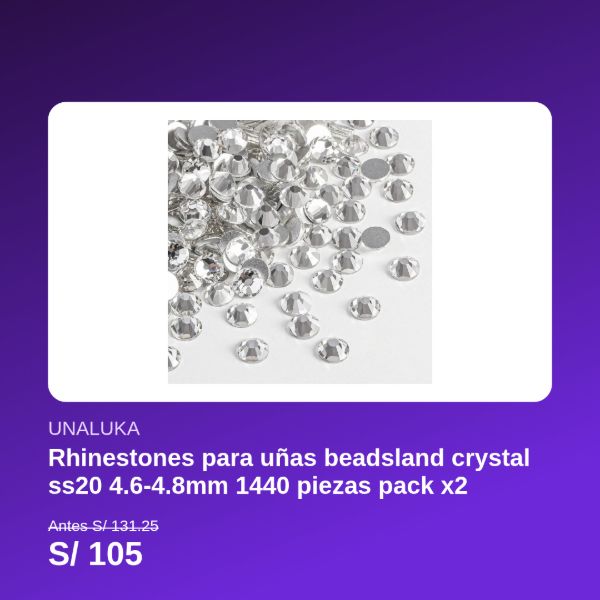 UNALUKA
Rhinestones para uñas beadsland crystal
ss20 4.6-4.8mm 1440 piezas pack x2
Antes S/ 131.25
S/ 105